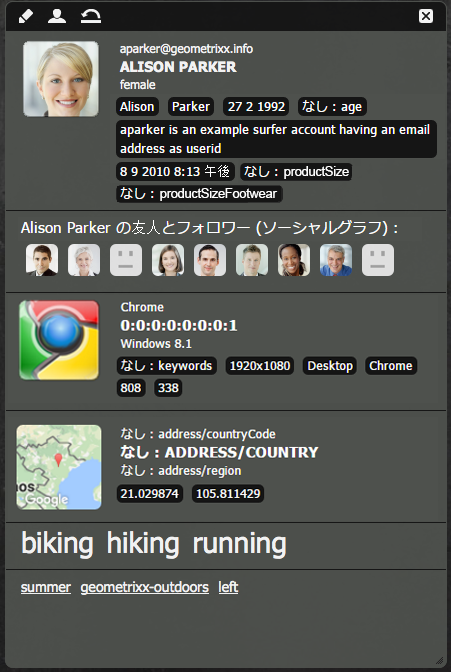 aparker@geometrixx.info
ALISON PARKER
female
Alison Parker 27 2 1992 なし : age
aparker is an example surfer account having an email
address as userid
8 9 2010 8:13 午後 なし : productSize
なし : productSizeFootwear
Alison Parker の友人とフォロワー (ソーシャルグラフ) :
Chrome
0:0:0:0:0:0:0:1
Windows 8.1
なし : keywords 1920x1080 Desktop Chrome
808 338
なし : address/countryCode
なし : ADDRESS/COUNTRY
なし : address/region
nos
Google
21.029874 105.811429
biking hiking running
summer geometrixx-outdoors left